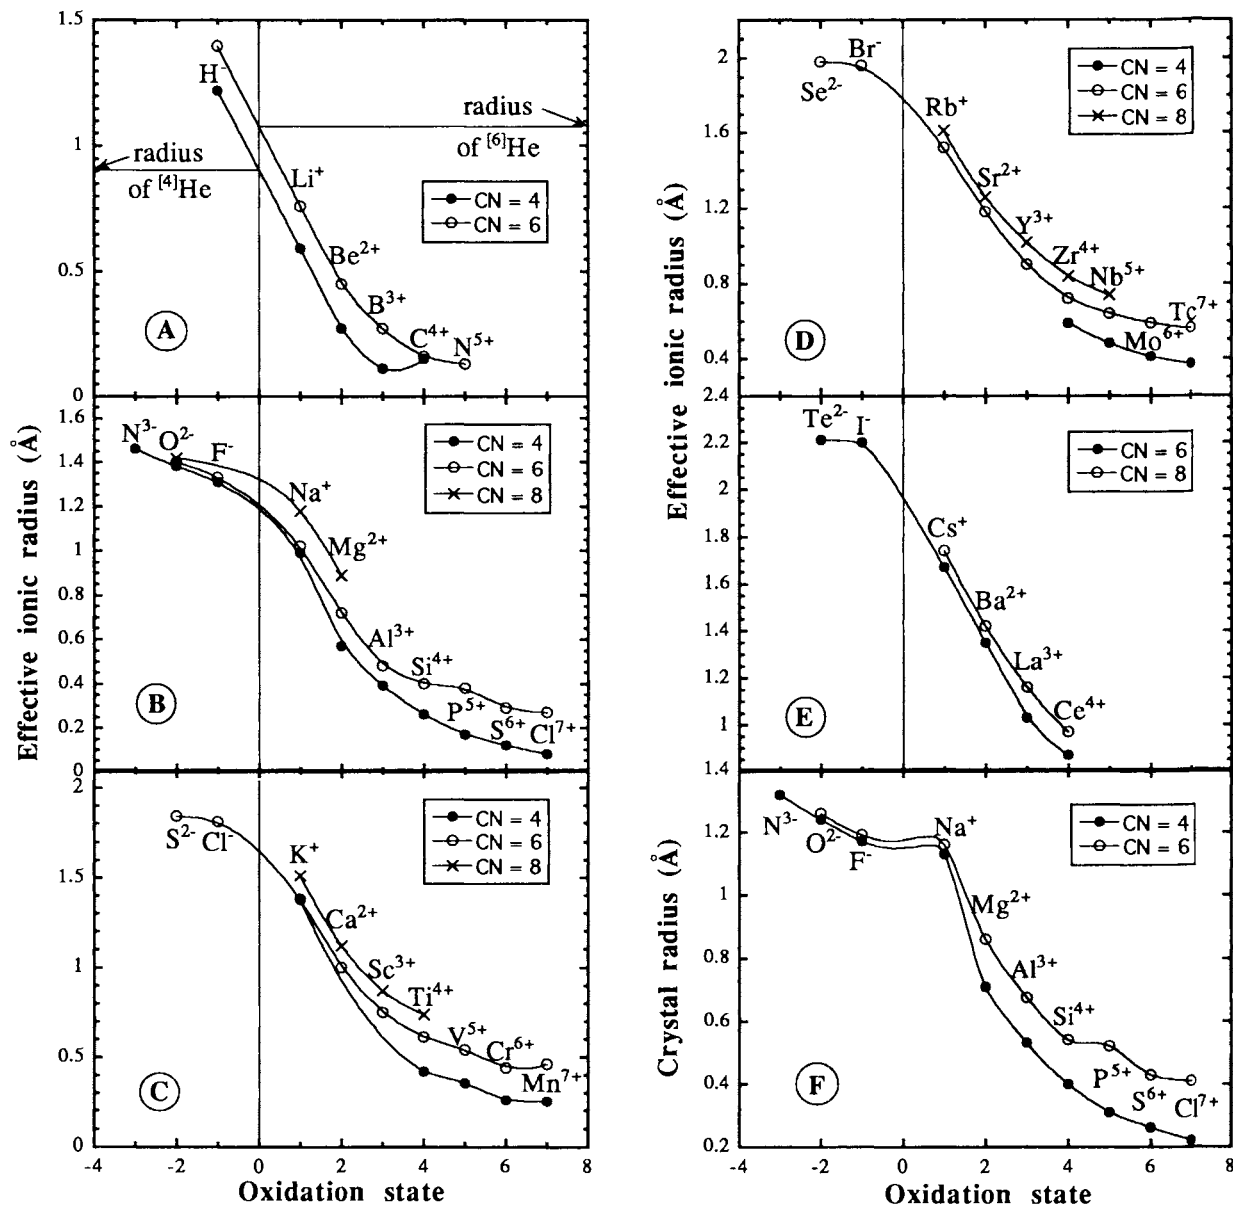 Effective ionic radius (Å)
1.5
1
0.5
0
H⁻
radius
of [6]He
radius
of [4]He
Li⁺
Be²⁺
B³⁺
C⁴⁺
N⁵⁺
CN = 4
CN = 6
A
1.6
1.4
1.2
1
0.8
0.6
0.4
0.2
0
N³⁻
O²⁻
F⁻
Na⁺
Mg²⁺
Al³⁺
Si⁴⁺
P⁵⁺
S⁶⁺
Cl⁷⁺
CN = 4
CN = 6
CN = 8
B
2
1.5
1
0.5
0
S²⁻
Cl⁻
K⁺
Ca²⁺
Sc³⁺
Ti⁴⁺
V⁵⁺
Cr⁶⁺
Mn⁷⁺
CN = 4
CN = 6
CN = 8
C
-4 -2 0 2 4 6 8
Oxidation state
Effective ionic radius (Å)
2
1.6
1.2
0.8
0.4
Se²⁻
Br⁻
Rb⁺
Sr²⁺
Y³⁺
Zr⁴⁺
Nb⁵⁺
Mo⁶⁺
Tc⁷⁺
CN = 4
CN = 6
CN = 8
D
2.4
2.2
2
1.8
1.6
1.4
1.2
1
Te²⁻
I⁻
Cs⁺
Ba²⁺
La³⁺
Ce⁴⁺
CN = 6
CN = 8
E
Crystal radius (Å)
1.4
1.2
1
0.8
0.6
0.4
0.2
N³⁻
O²⁻
F⁻
Na⁺
Mg²⁺
Al³⁺
Si⁴⁺
P⁵⁺
S⁶⁺
Cl⁷⁺
CN = 4
CN = 6
F
-4 -2 0 2 4 6 8
Oxidation state